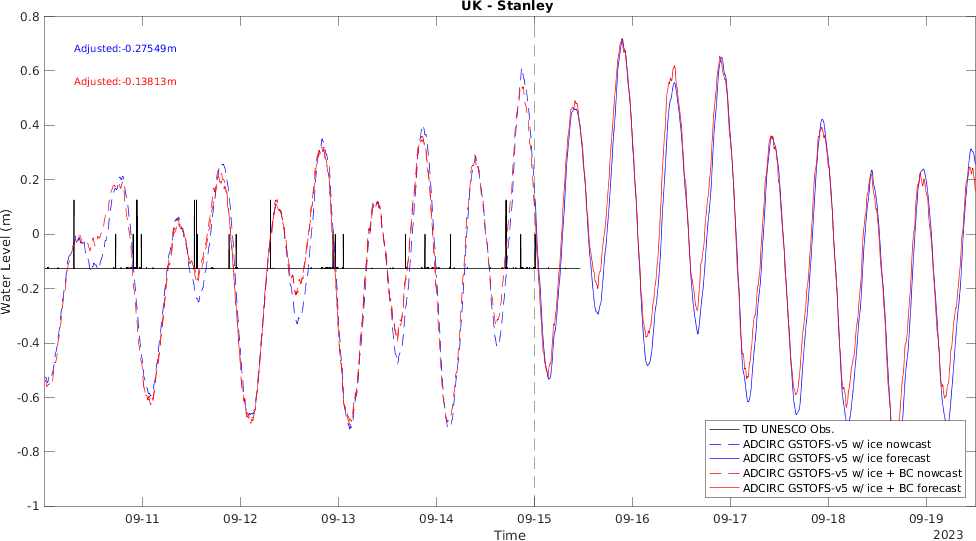 UK - Stanley
Adjusted:-0.27549m
Adjusted:-0.13813m
Water Level (m)
0.8
0.6
0.4
0.2
0
-0.2
-0.4
-0.6
-0.8
-1
TD UNESCO Obs.
ADCIRC GSTOFS-v5 w/ ice nowcast
ADCIRC GSTOFS-v5 w/ ice forecast
ADCIRC GSTOFS-v5 w/ ice + BC nowcast
ADCIRC GSTOFS-v5 w/ ice + BC forecast
09-11 09-12 09-13 09-14 09-15 09-16 09-17 09-18 09-19
Time
2023